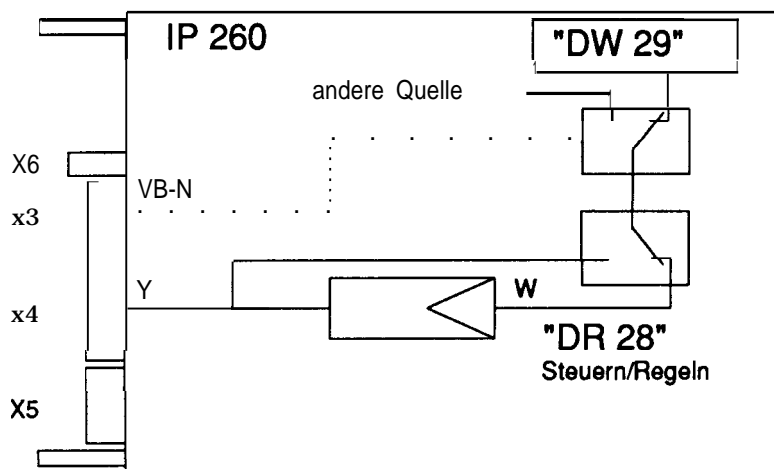 IP 260
"DW 29"
andere Quelle
X6
VB-N
x3
Y
W
x4
"DR 28"
Steuern/Regeln
X5